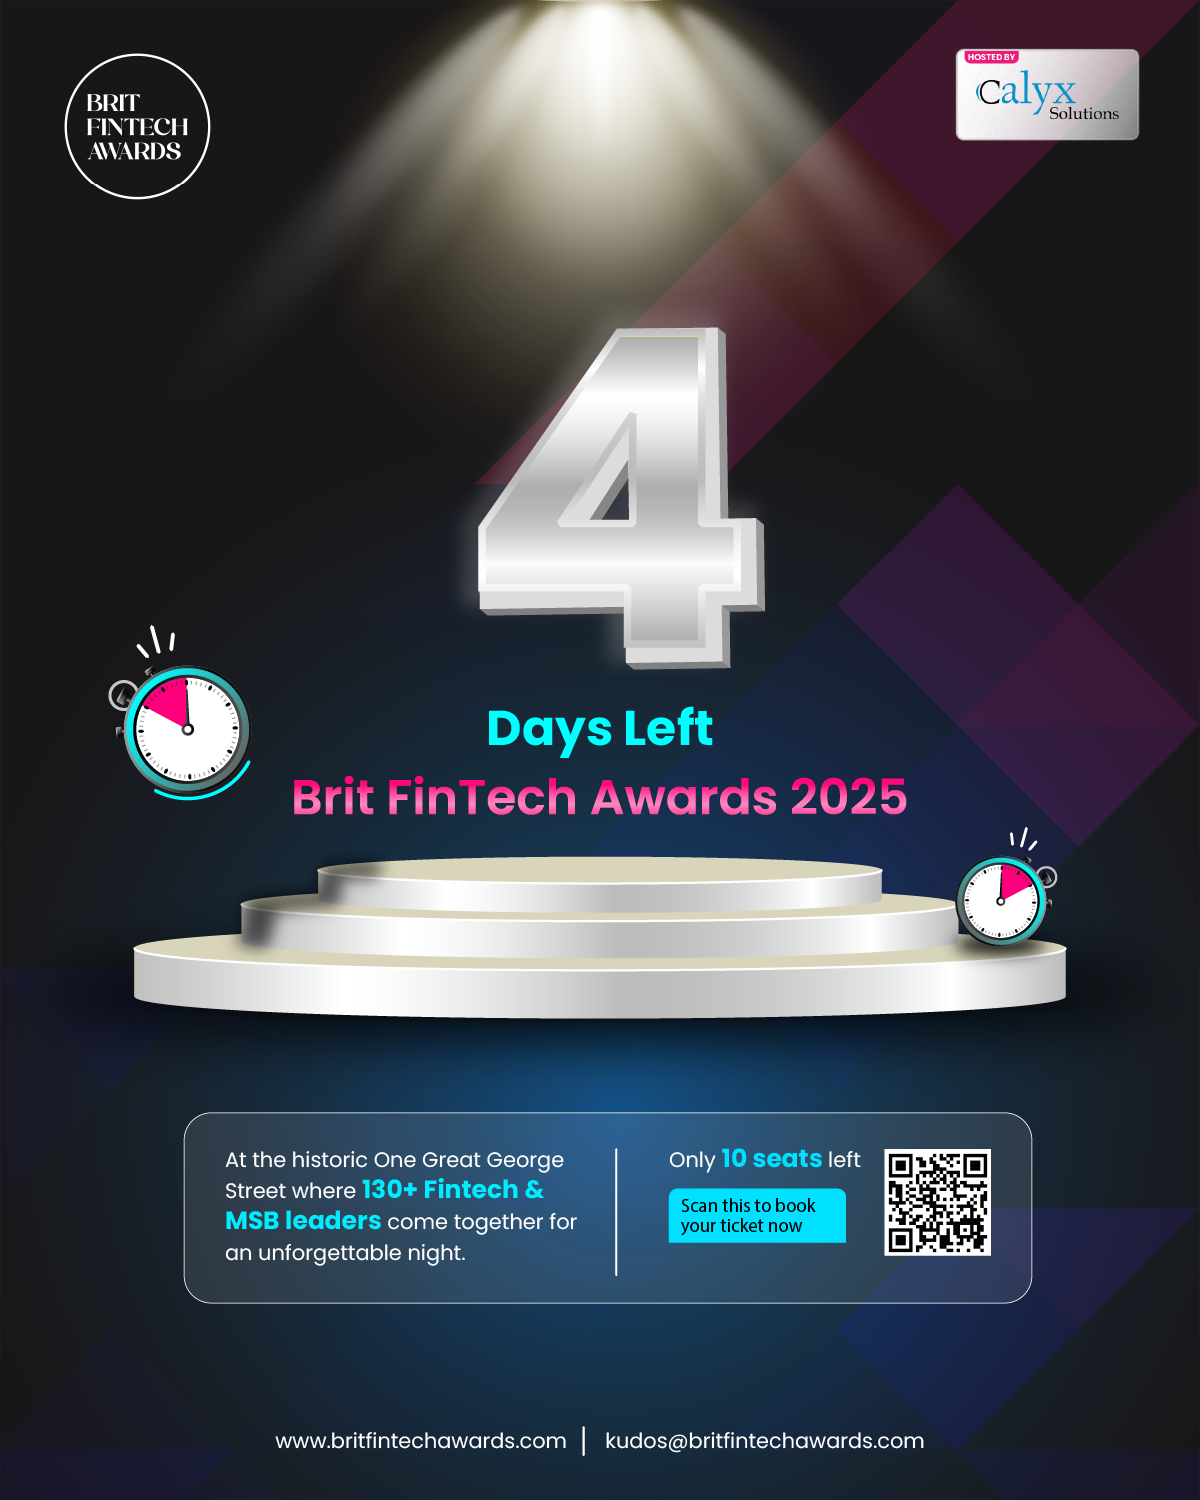 BRIT
FINTECH
AWARDS
HOSTED BY
Calyx
Solutions
4
Days Left
Brit FinTech Awards 2025
At the historic One Great George
Street where 130+ Fintech &
MSB leaders come together for
an unforgettable night.
Only 10 seats left
Scan this to book
your ticket now
www.britfintechawards.com
kudos@britfintechawards.com